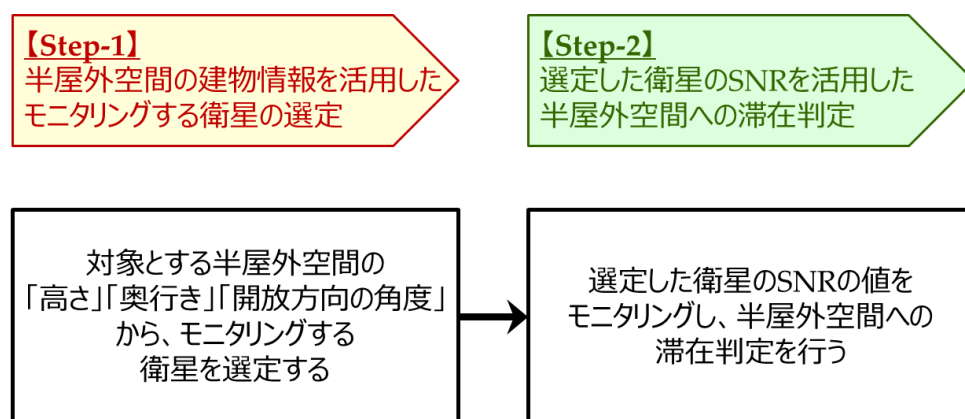 【Step-1】
半屋外空間の建物情報を活用した
モニタリングする衛星の選定
【Step-2】
選定した衛星のSNRを活用した
半屋外空間への滞在判定
対象とする半屋外空間の
「高さ」「奥行き」「開放方向の角度」
から、モニタリングする
衛星を選定する
選定した衛星のSNRの値を
モニタリングし、半屋外空間への
滞在判定を行う